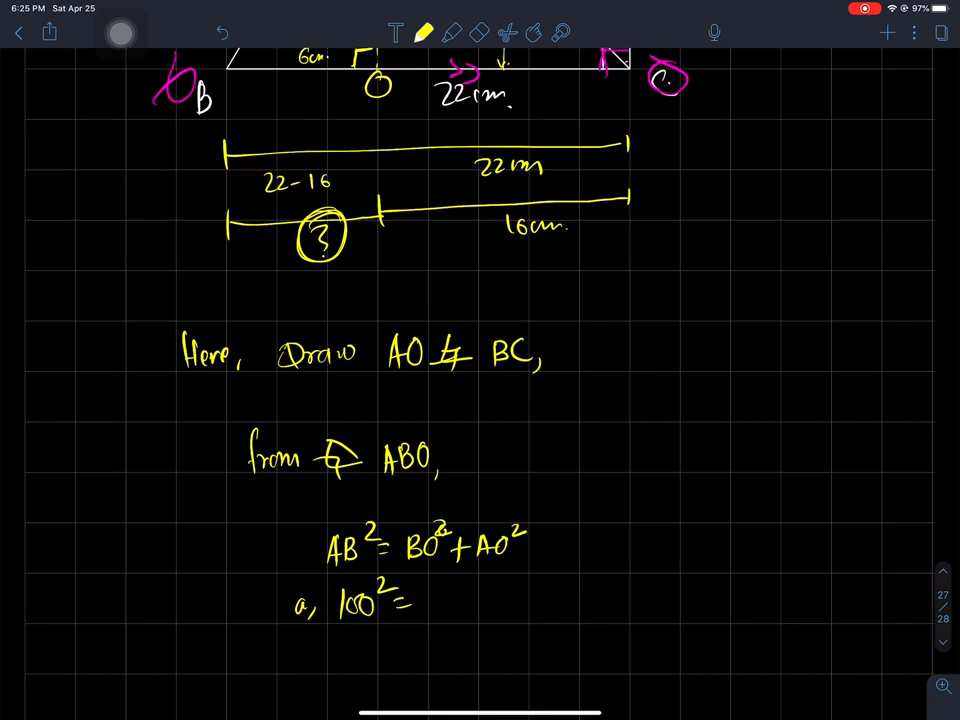 6:25 PM Sat Apr 25
97%
6cm.
B
O
22cm.
C
22-16
22cm
?
16cm.
Here, Draw AO ⊥ BC,
from ABO,
AB² = BO² + AO²
a, 100² =
27
/
28